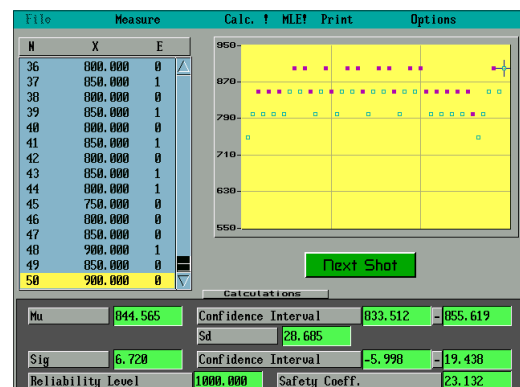 File Measure Calc. ! MLE! Print Options
N X E
36 800.000 0
37 850.000 1
38 800.000 0
39 850.000 1
40 800.000 0
41 850.000 1
42 800.000 0
43 850.000 1
44 800.000 1
45 750.000 0
46 800.000 0
47 850.000 0
48 900.000 1
49 850.000 0
50 900.000 0
950
870
790
710
630
550
Next Shot
Calculations
Mu 844.565 Confidence Interval 833.512 - 855.619
Sd 28.685
Sig 6.720 Confidence Interval -5.998 - 19.438
Reliability Level 1000.000 Safety Coeff. 23.132